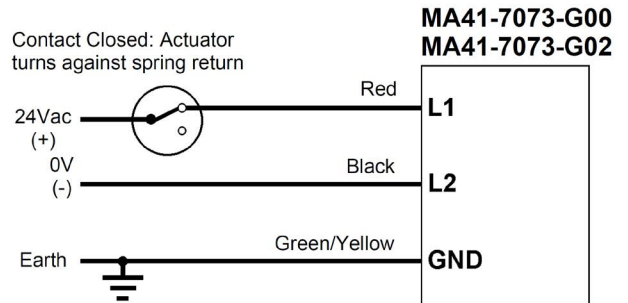 MA41-7073-G00
MA41-7073-G02
Contact Closed: Actuator
turns against spring return
Red
L1
24Vac
(+)
0V
(-)
Black
L2
Green/Yellow
Earth
GND